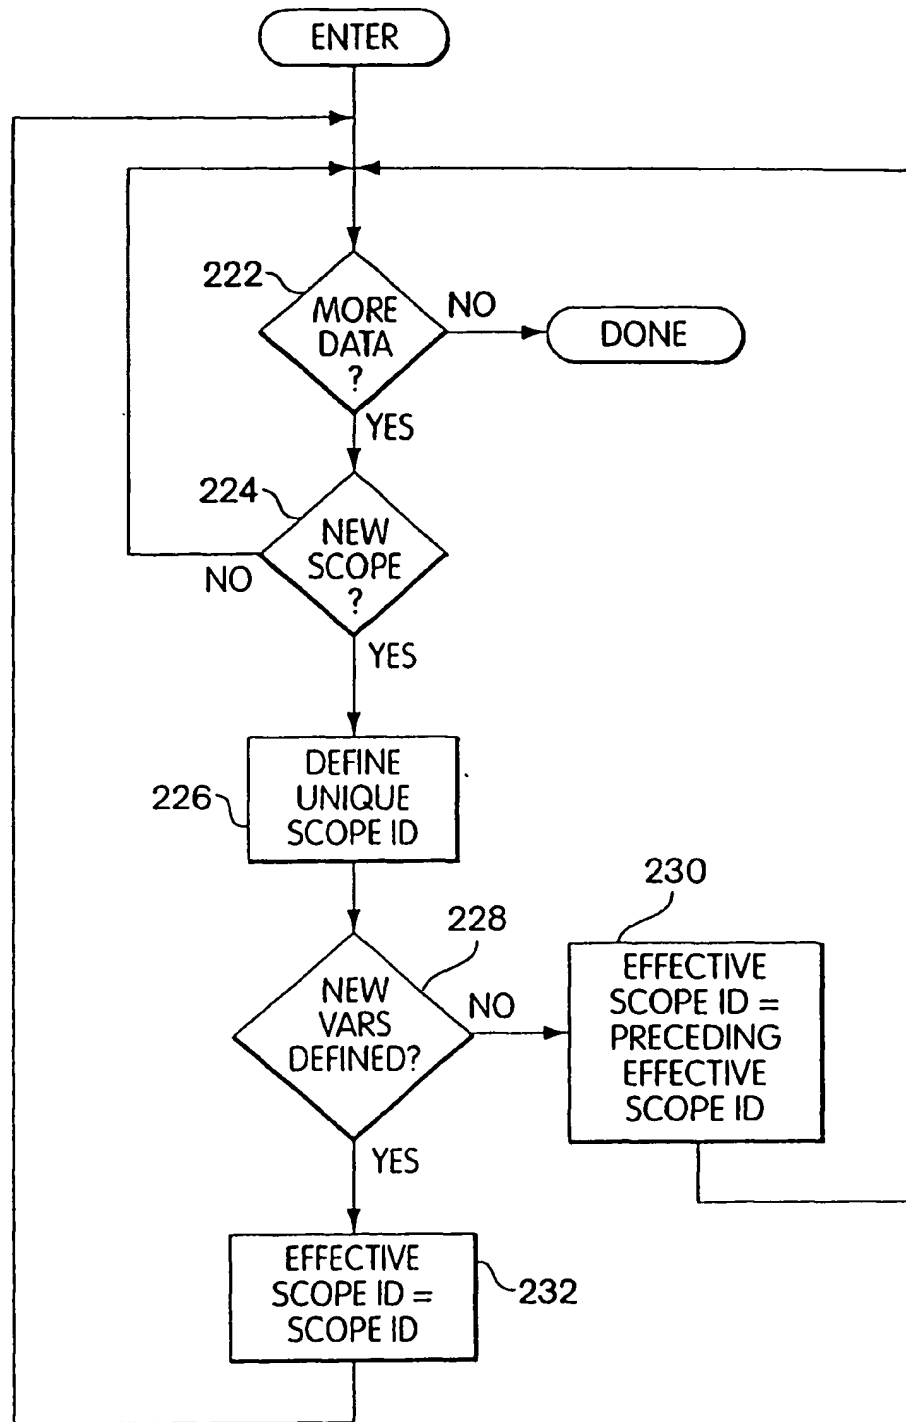 ENTER
222
MORE
DATA
?
NO
DONE
YES
224
NEW
SCOPE
?
NO
YES
226
DEFINE
UNIQUE
SCOPE ID
228
NEW
VARS
DEFINED?
NO
230
EFFECTIVE
SCOPE ID =
PRECEDING
EFFECTIVE
SCOPE ID
YES
EFFECTIVE
SCOPE ID =
SCOPE ID
232